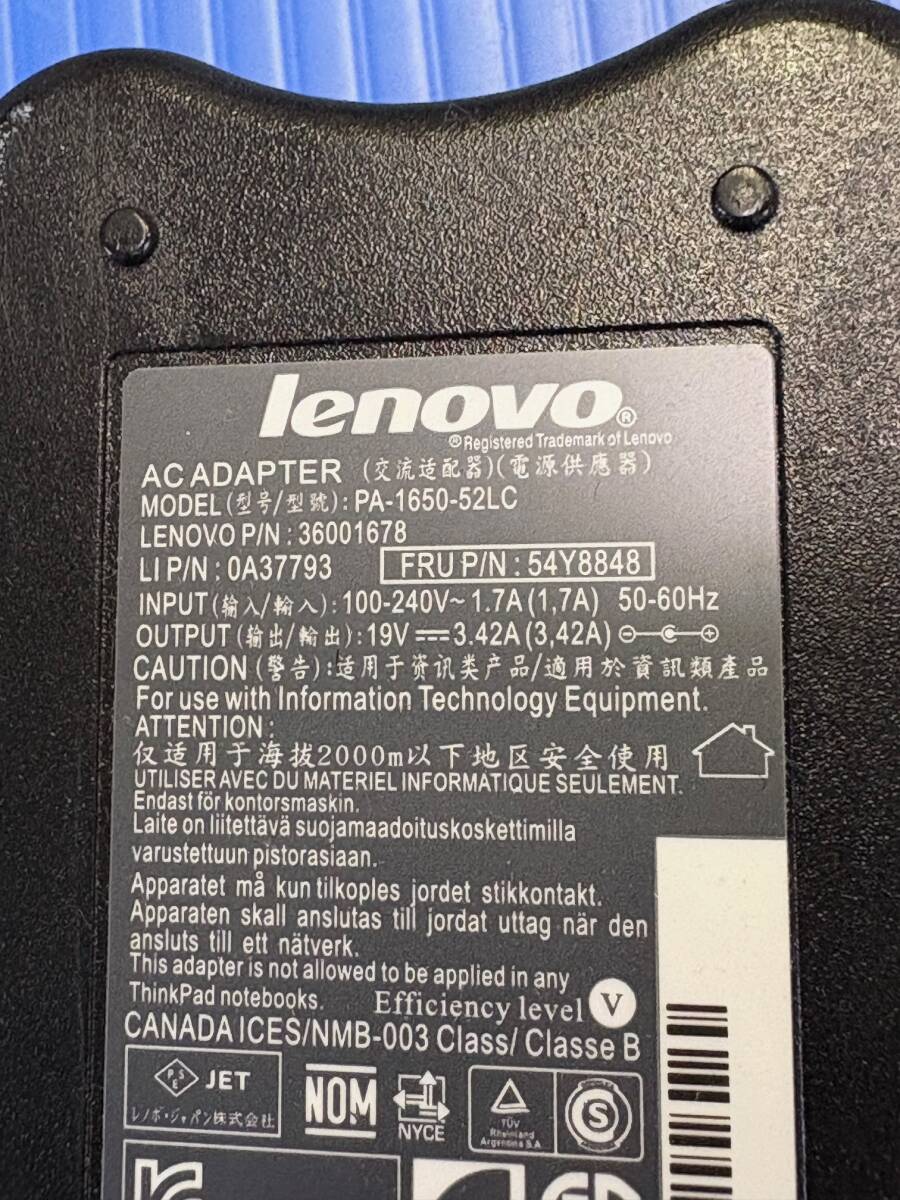 lenovo®
®Registered Trademark of Lenovo
AC ADAPTER (交流适配器)(電源供應器)
MODEL(型号/型號): PA-1650-52LC
LENOVO P/N : 36001678
LI P/N : 0A37793 FRU P/N : 54Y8848
INPUT(输入/輸入): 100-240V~ 1.7A (1,7A) 50-60Hz
OUTPUT(输出/輸出): 19V ⎓ 3.42A (3,42A)
CAUTION (警告):适用于资讯类产品/適用於資訊類產品
For use with Information Technology Equipment.
ATTENTION :
仅适用于海拔2000m以下地区安全使用
UTILISER AVEC DU MATERIEL INFORMATIQUE SEULEMENT.
Endast för kontorsmaskin.
Laite on liitettävä suojamaadoituskoskettimilla
varustettuun pistorasiaan.
Apparatet må kun tilkoples jordet stikkontakt.
Apparaten skall anslutas till jordat uttag när den
ansluts till ett nätverk.
This adapter is not allowed to be applied in any
ThinkPad notebooks. Efficiency level V
CANADA ICES/NMB-003 Class/ Classe B
PSE JET
レノボ・ジャパン株式会社
NOM
NYCE
TÜV
Rheinland
Argentina S.A.
S